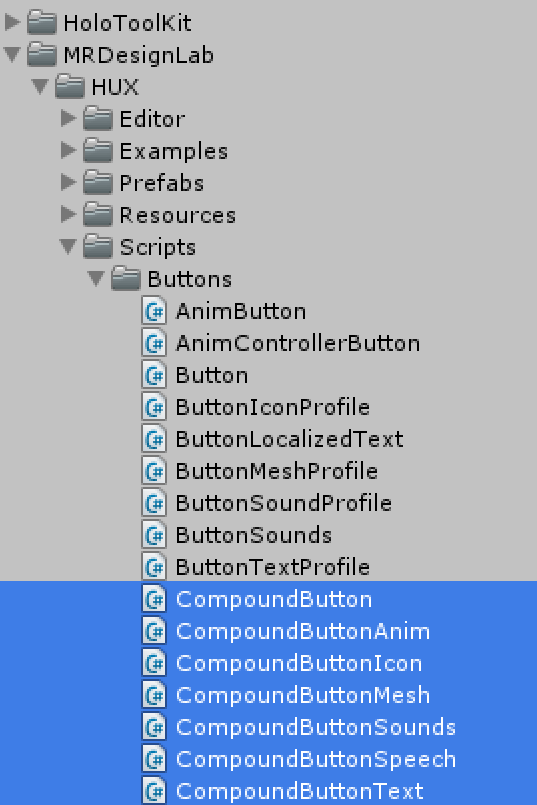 HoloToolKit
MRDesignLab
HUX
Editor
Examples
Prefabs
Resources
Scripts
Buttons
AnimButton
AnimControllerButton
Button
ButtonIconProfile
ButtonLocalizedText
ButtonMeshProfile
ButtonSoundProfile
ButtonSounds
ButtonTextProfile
CompoundButton
CompoundButtonAnim
CompoundButtonIcon
CompoundButtonMesh
CompoundButtonSounds
CompoundButtonSpeech
CompoundButtonText